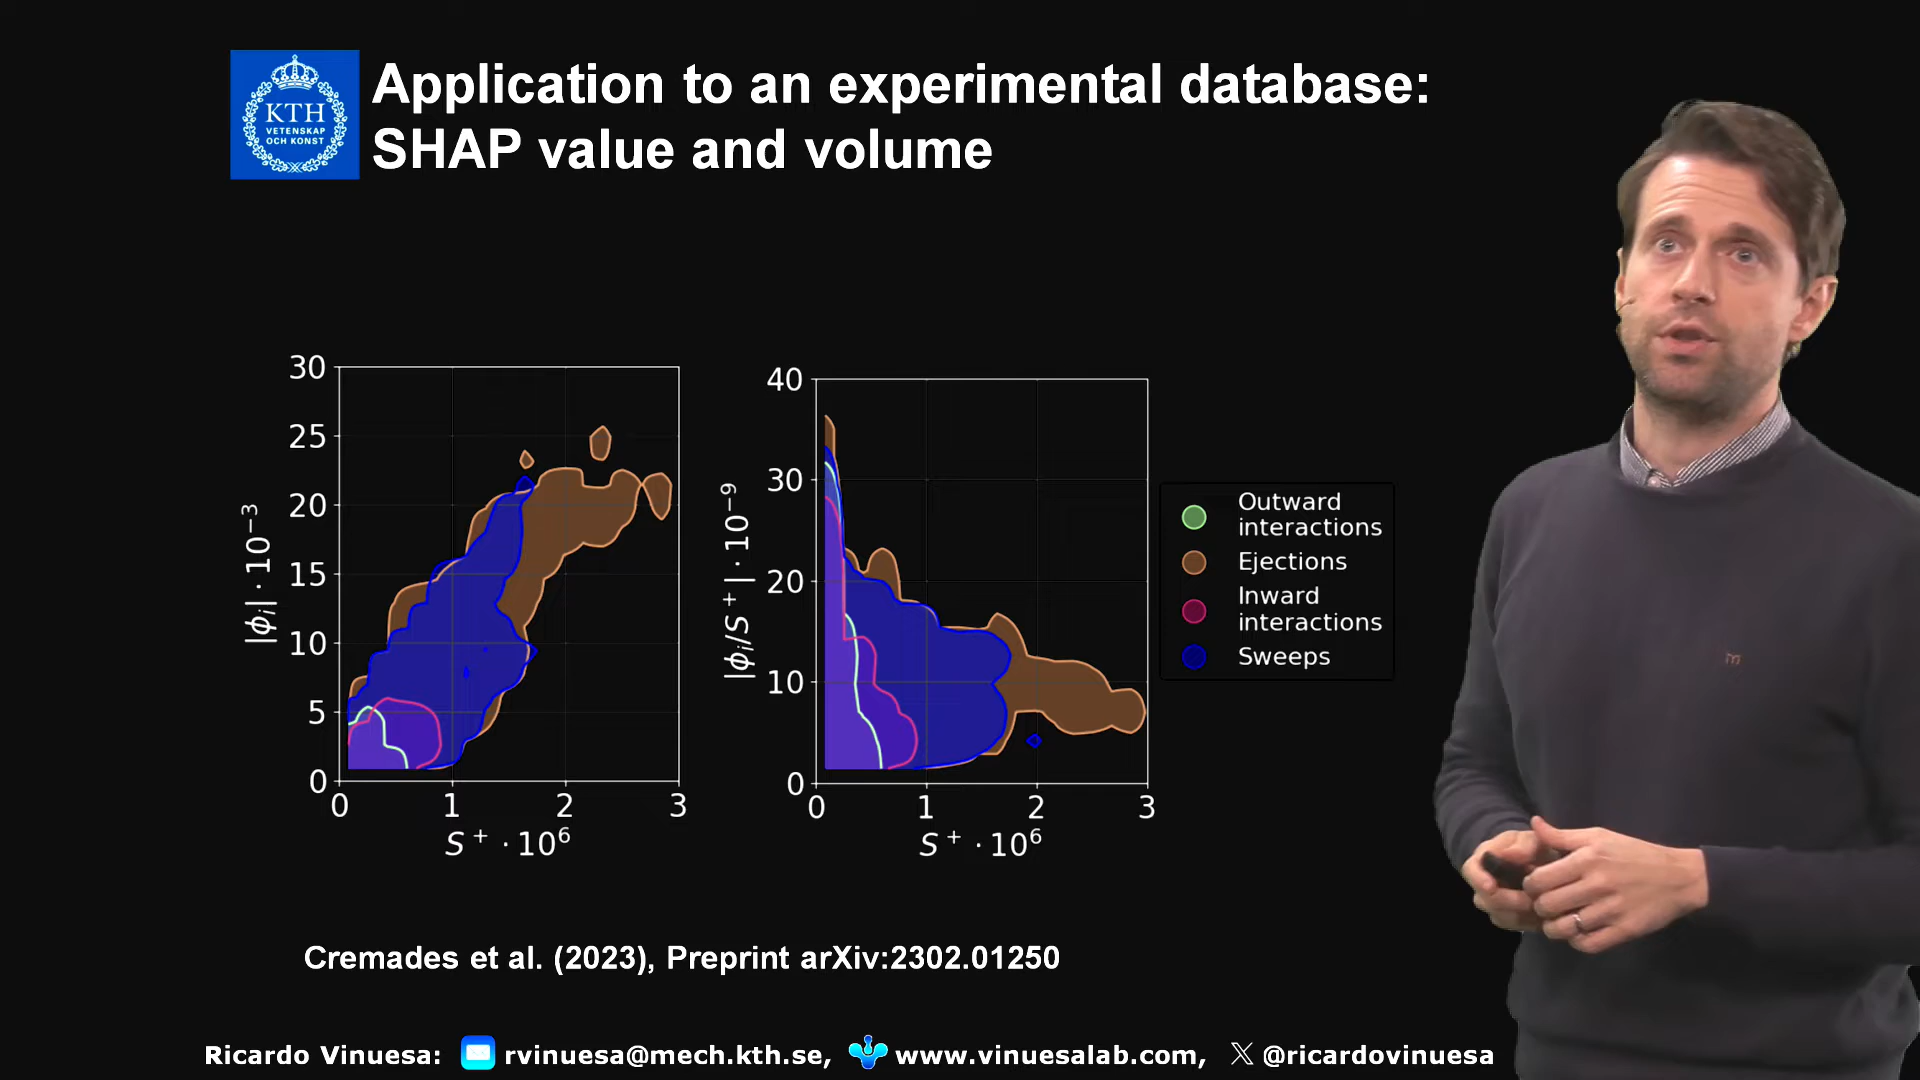 KTH
VETENSKAP
OCH KONST
Application to an experimental database:
SHAP value and volume
30
25
20
15
10
5
0
0 1 2 3
|ϕᵢ| · 10⁻³
S⁺ · 10⁶
40
30
20
10
0
0 1 2 3
|ϕᵢ/S⁺| · 10⁻⁹
S⁺ · 10⁶
Outward
interactions
Ejections
Inward
interactions
Sweeps
Cremades et al. (2023), Preprint arXiv:2302.01250
Ricardo Vinuesa: rvinuesa@mech.kth.se, www.vinuesalab.com, X @ricardovinuesa